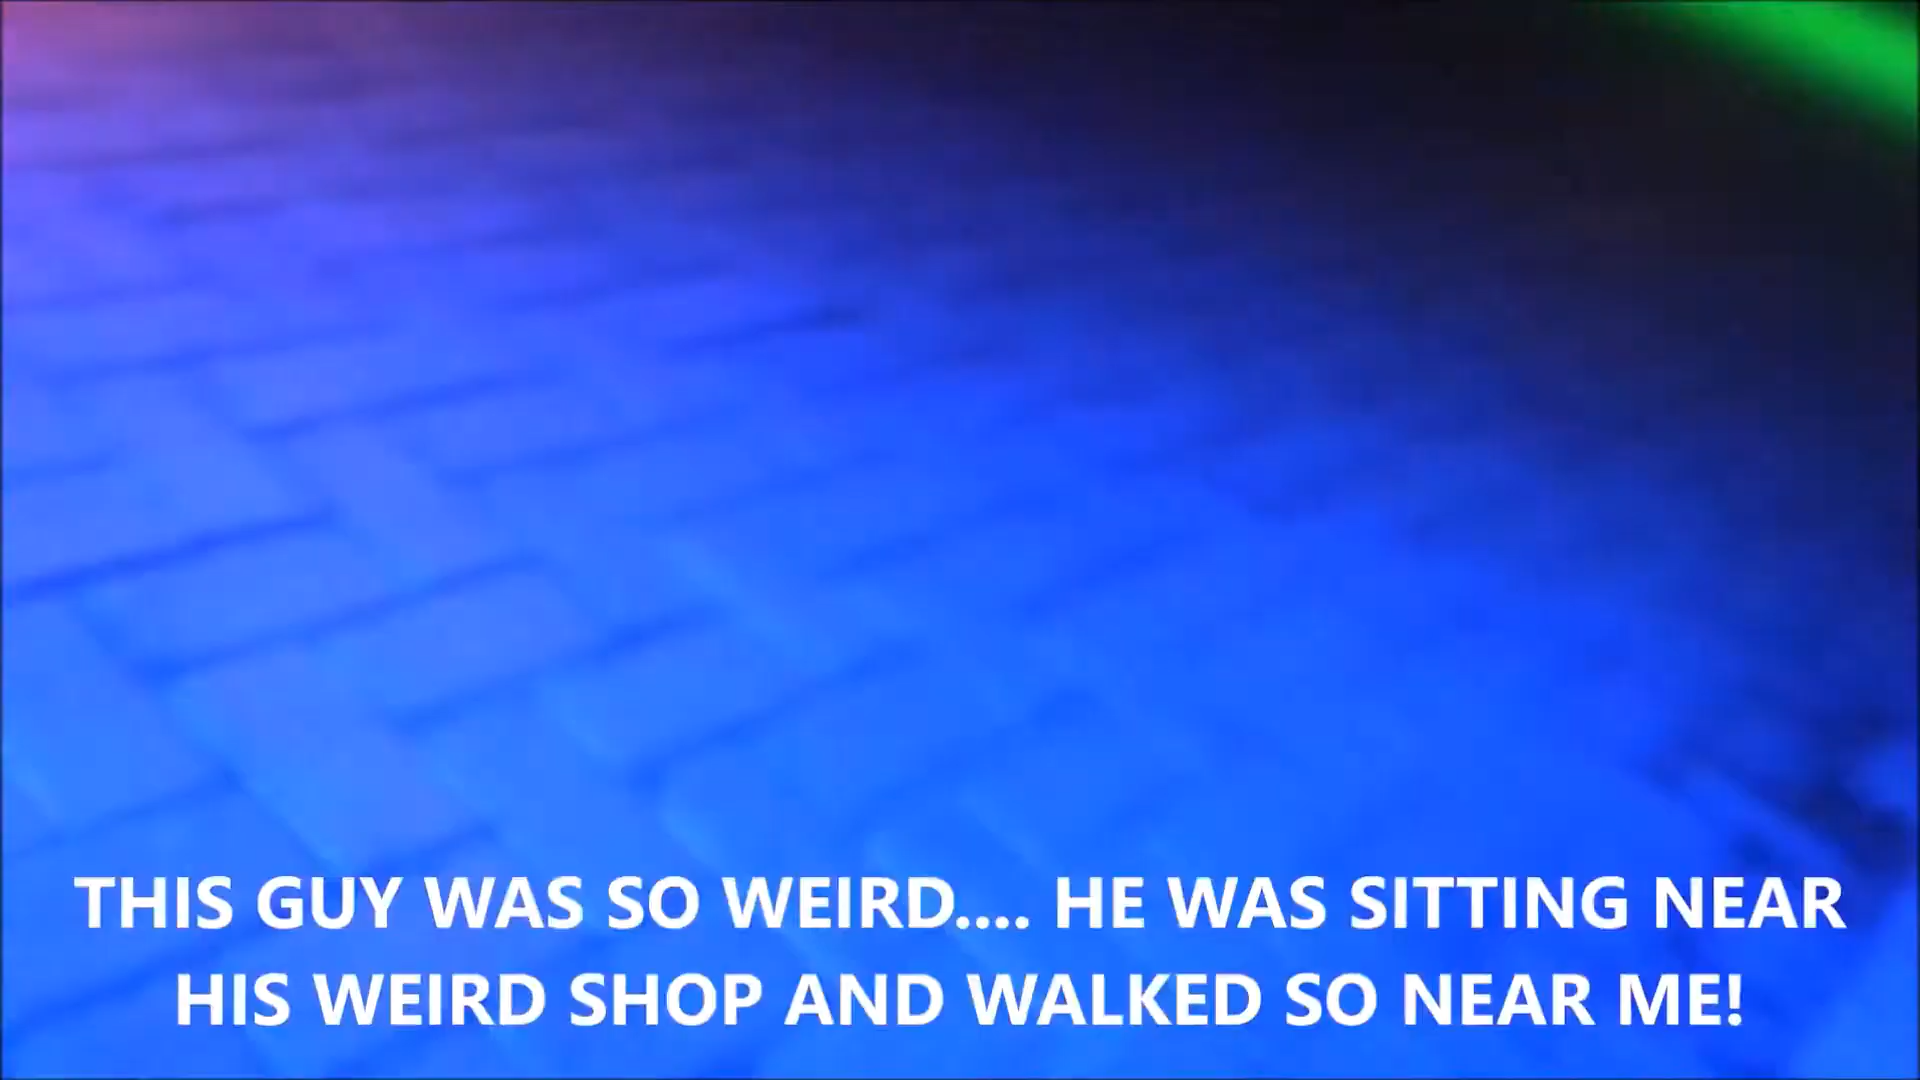 THIS GUY WAS SO WEIRD.... HE WAS SITTING NEAR
HIS WEIRD SHOP AND WALKED SO NEAR ME!